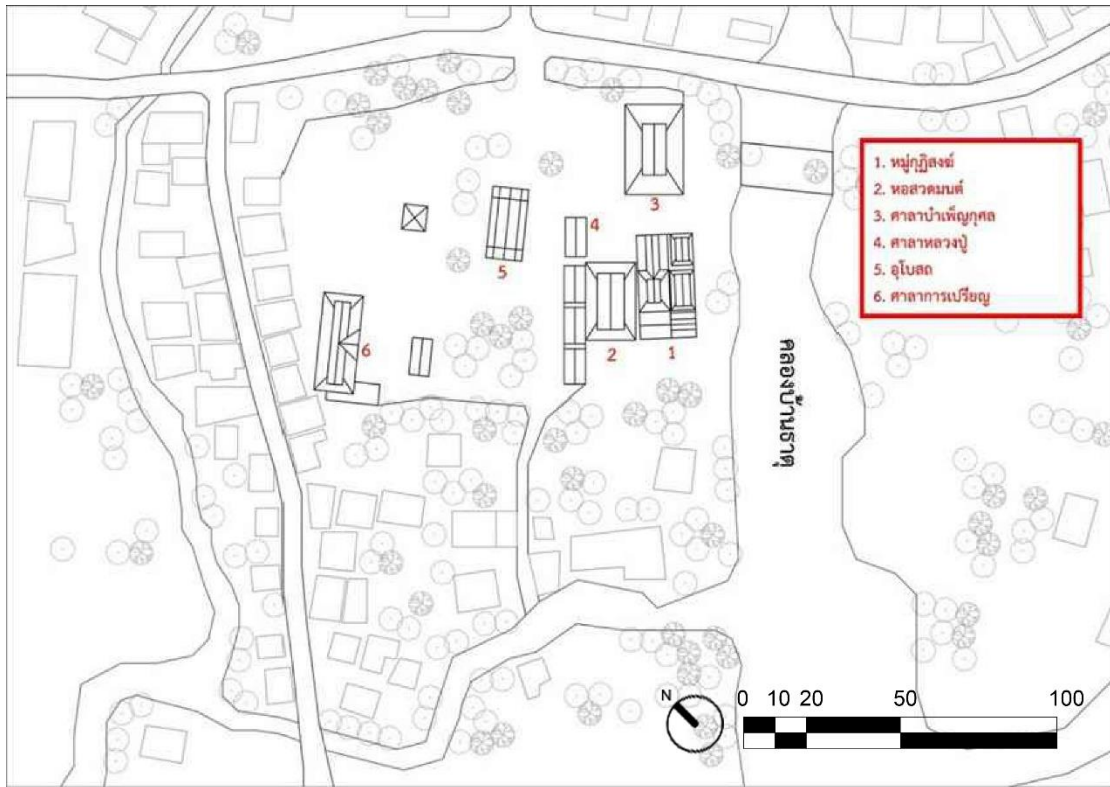 1. หมู่กุฏิสงฆ์
2. หอสวดมนต์
3. ศาลาบำเพ็ญกุศล
4. ศาลาหลวงปู่
5. อุโบสถ
6. ศาลาการเปรียญ
3
4
5
6
2
1
คลองบ้านธาตุ
N
0 10 20 50 100